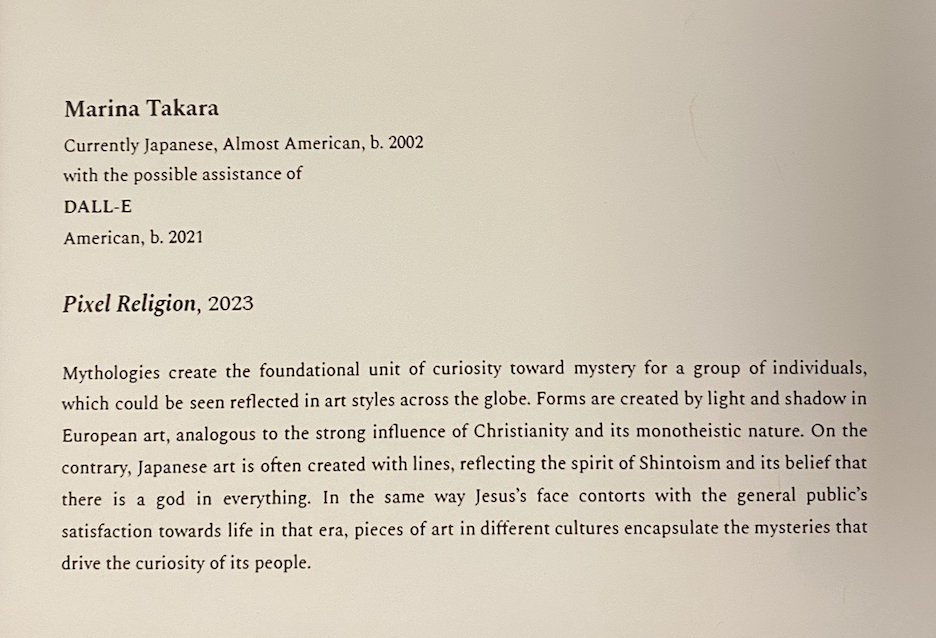 Marina Takara
Currently Japanese, Almost American, b. 2002
with the possible assistance of
DALL-E
American, b. 2021
Pixel Religion, 2023
Mythologies create the foundational unit of curiosity toward mystery for a group of individuals,
which could be seen reflected in art styles across the globe. Forms are created by light and shadow in
European art, analogous to the strong influence of Christianity and its monotheistic nature. On the
contrary, Japanese art is often created with lines, reflecting the spirit of Shintoism and its belief that
there is a god in everything. In the same way Jesus's face contorts with the general public's
satisfaction towards life in that era, pieces of art in different cultures encapsulate the mysteries that
drive the curiosity of its people.